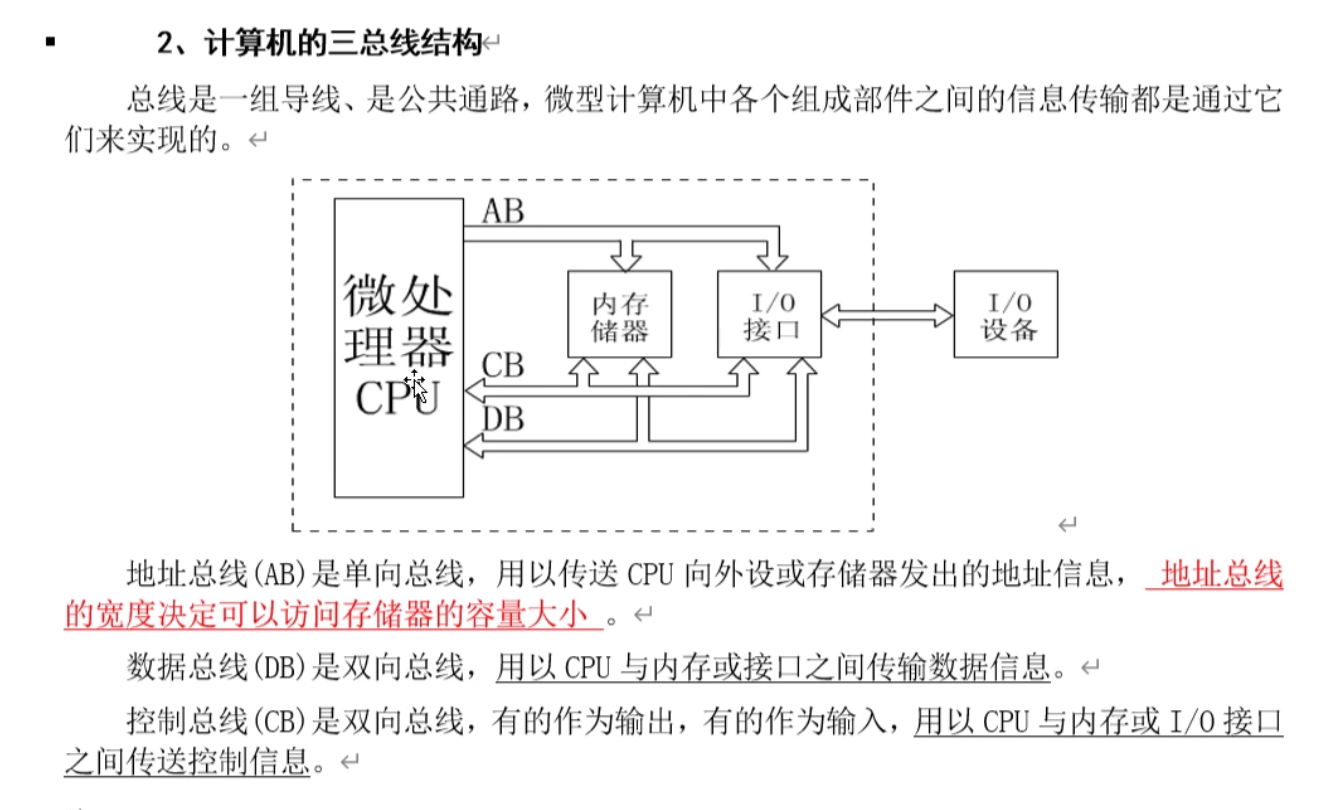 2、计算机的三总线结构
总线是一组导线、是公共通路，微型计算机中各个组成部件之间的信息传输都是通过它
们来实现的。
AB
微处
理器
CPU
内存
储器
I/O
接口
I/O
设备
CB
DB
地址总线(AB)是单向总线，用以传送 CPU 向外设或存储器发出的地址信息， 地址总线
的宽度决定可以访问存储器的容量大小 。
数据总线(DB)是双向总线，用以 CPU 与内存或接口之间传输数据信息。
控制总线(CB)是双向总线，有的作为输出，有的作为输入，用以 CPU 与内存或 I/O 接口
之间传送控制信息。